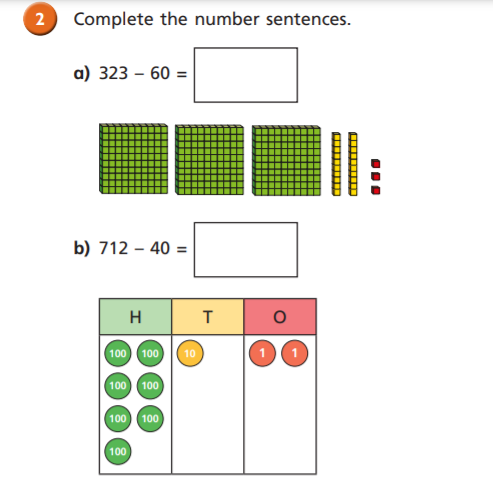 2 Complete the number sentences.
a) 323 – 60 =
b) 712 – 40 =
H T O
100 100 10 1 1
100 100
100 100
100